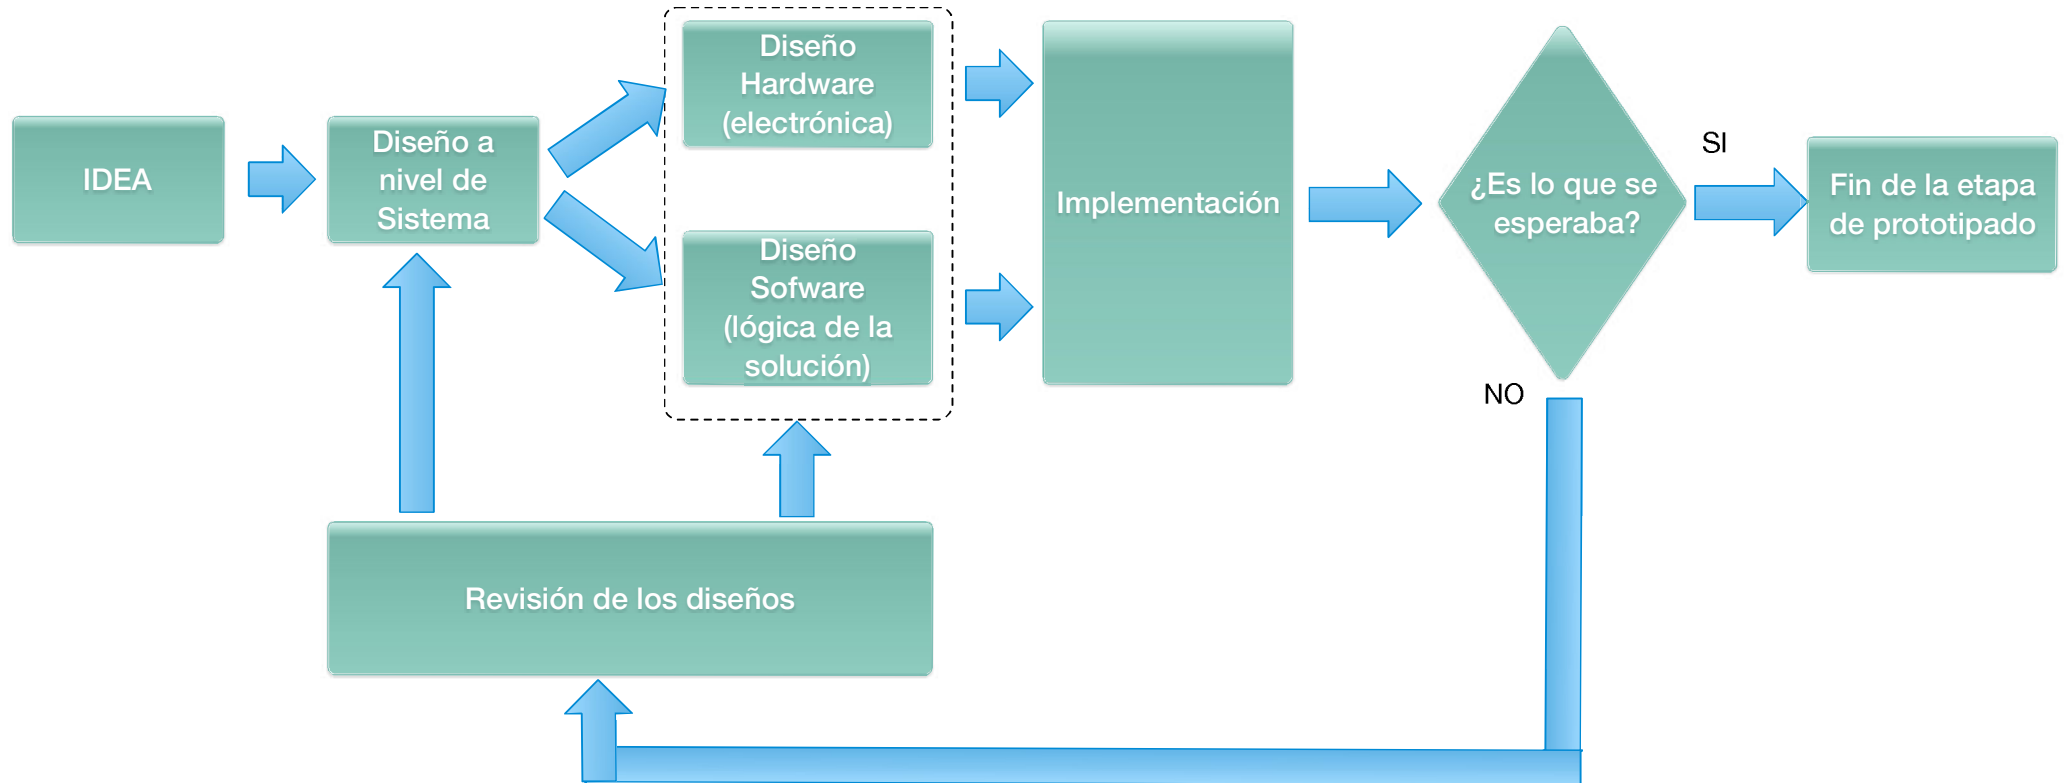 IDEA
Diseño a
nivel de
Sistema
Diseño
Hardware
(electrónica)
Diseño
Sofware
(lógica de la
solución)
Implementación
¿Es lo que se
esperaba?
SI
Fin de la etapa
de prototipado
NO
Revisión de los diseños